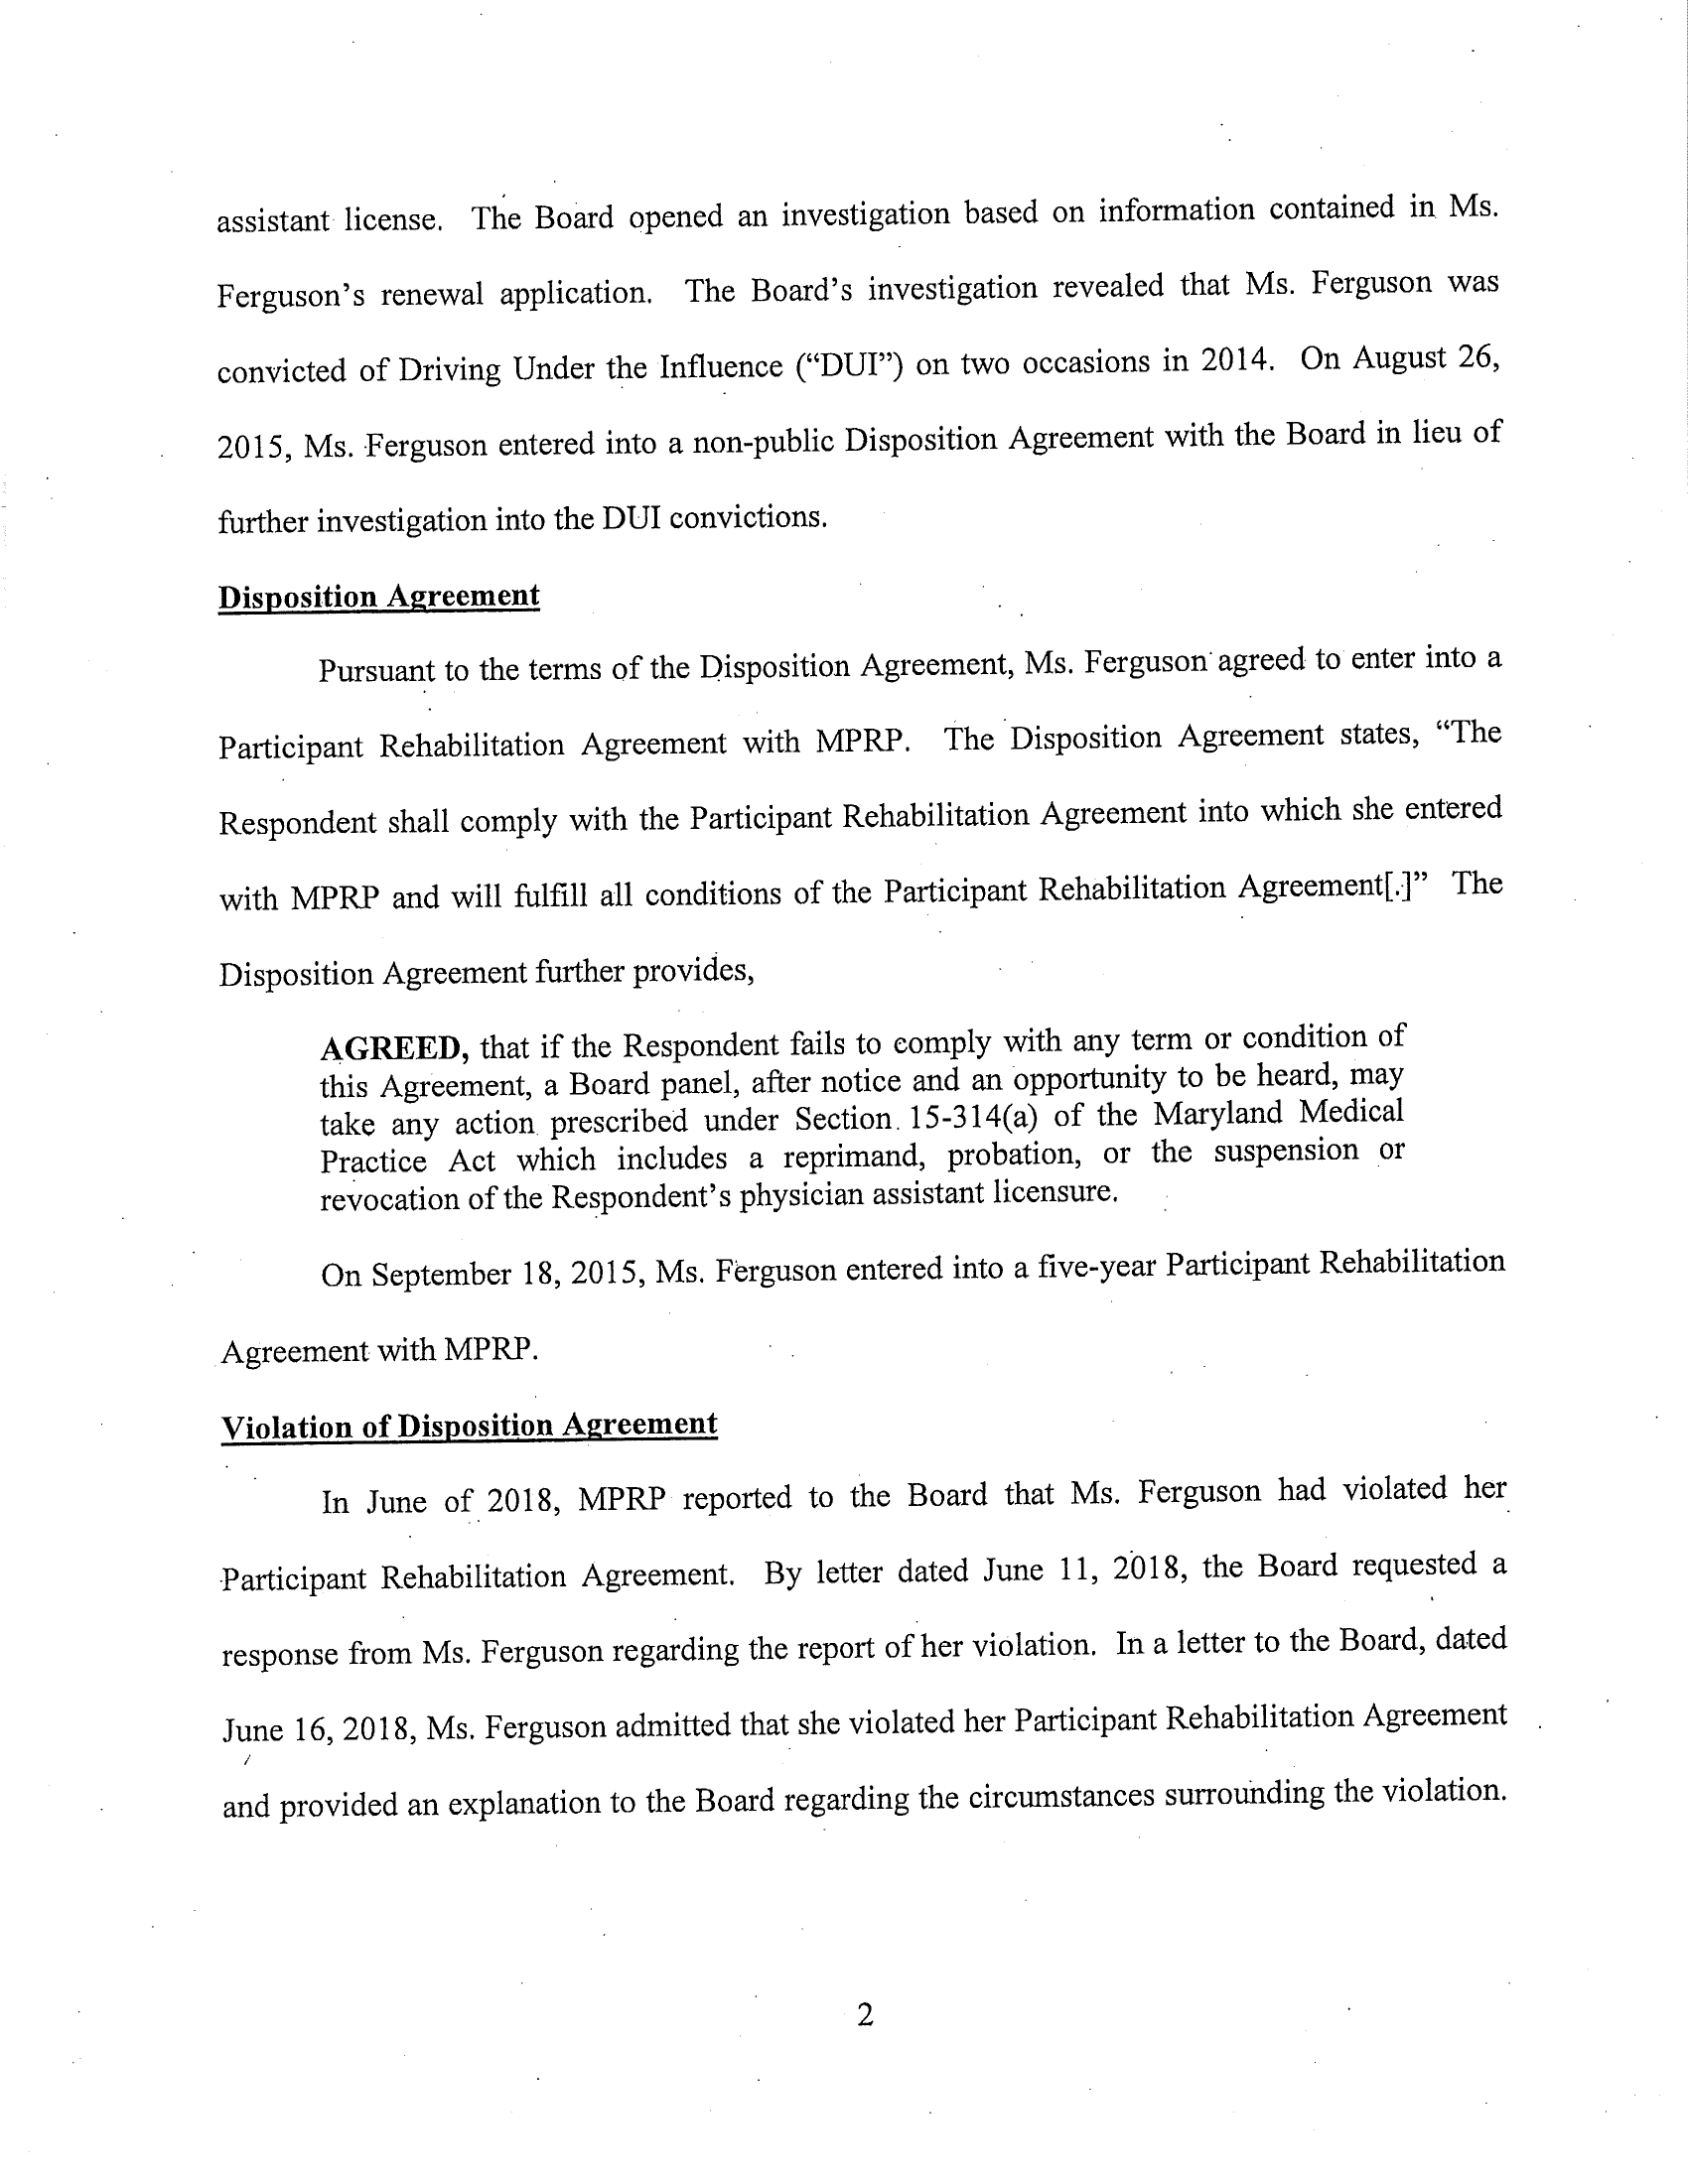 assistant license. The Board opened an investigation based on information contained in Ms.
Ferguson's renewal application. The Board's investigation revealed that Ms. Ferguson was
convicted of Driving Under the Influence (“DUI”) on two occasions in 2014. On August 26,
2015, Ms. Ferguson entered into a non-public Disposition Agreement with the Board in lieu of
further investigation into the DUI convictions.
Disposition Agreement
Pursuant to the terms of the Disposition Agreement, Ms. Ferguson agreed to enter into a
Participant Rehabilitation Agreement with MPRP. The Disposition Agreement states, “The
Respondent shall comply with the Participant Rehabilitation Agreement into which she entered
with MPRP and will fulfill all conditions of the Participant Rehabilitation Agreement[.]” The
Disposition Agreement further provides,
AGREED, that if the Respondent fails to comply with any term or condition of
this Agreement, a Board panel, after notice and an opportunity to be heard, may
take any action prescribed under Section 15-314(a) of the Maryland Medical
Practice Act which includes a reprimand, probation, or the suspension or
revocation of the Respondent's physician assistant licensure.
On September 18, 2015, Ms. Ferguson entered into a five-year Participant Rehabilitation
Agreement with MPRP.
Violation of Disposition Agreement
In June of 2018, MPRP reported to the Board that Ms. Ferguson had violated her
Participant Rehabilitation Agreement. By letter dated June 11, 2018, the Board requested a
response from Ms. Ferguson regarding the report of her violation. In a letter to the Board, dated
June 16, 2018, Ms. Ferguson admitted that she violated her Participant Rehabilitation Agreement
and provided an explanation to the Board regarding the circumstances surrounding the violation.
2